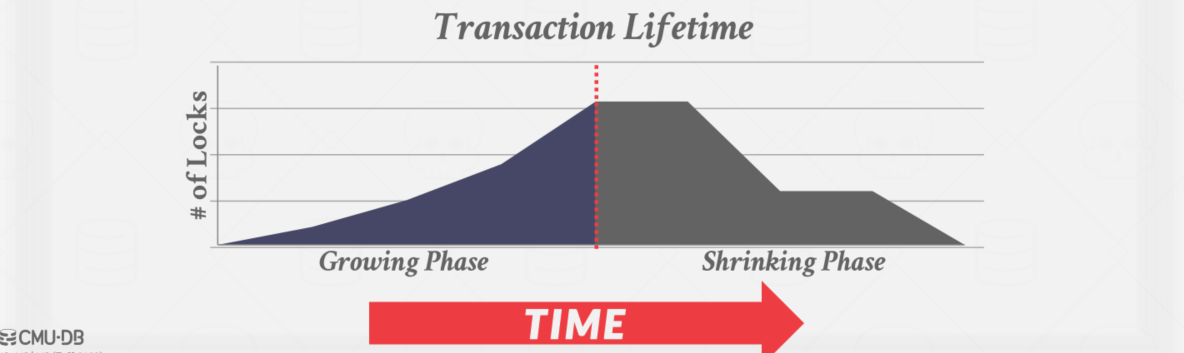 Transaction Lifetime
# of Locks
Growing Phase
Shrinking Phase
TIME
CMU·DB